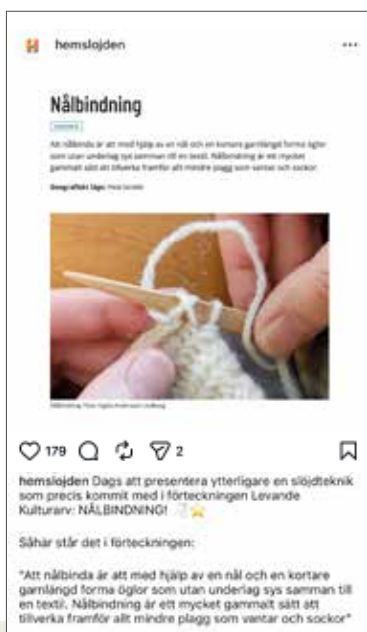 hemslojden
Nålbindning
Att nålbinda är att med hjälp av en nål och en kortare garnlängd forma öglor
som utan underlag sys samman till en textil. Nålbindning är ett mycket
gammalt sätt att tillverka framför allt mindre plagg som vantar och sockor.
Geografiskt läge:
Nålbindning. Foto:
179
2
hemslojden Dags att presentera ytterligare en slöjdteknik
som precis kommit med i förteckningen Levande
Kulturarv: NÅLBINDNING!
Såhär står det i förteckningen:
"Att nålbinda är att med hjälp av en nål och en kortare
garnlängd forma öglor som utan underlag sys samman till
en textil. Nålbindning är ett mycket gammalt sätt att
tillverka framför allt mindre plagg som vantar och sockor"